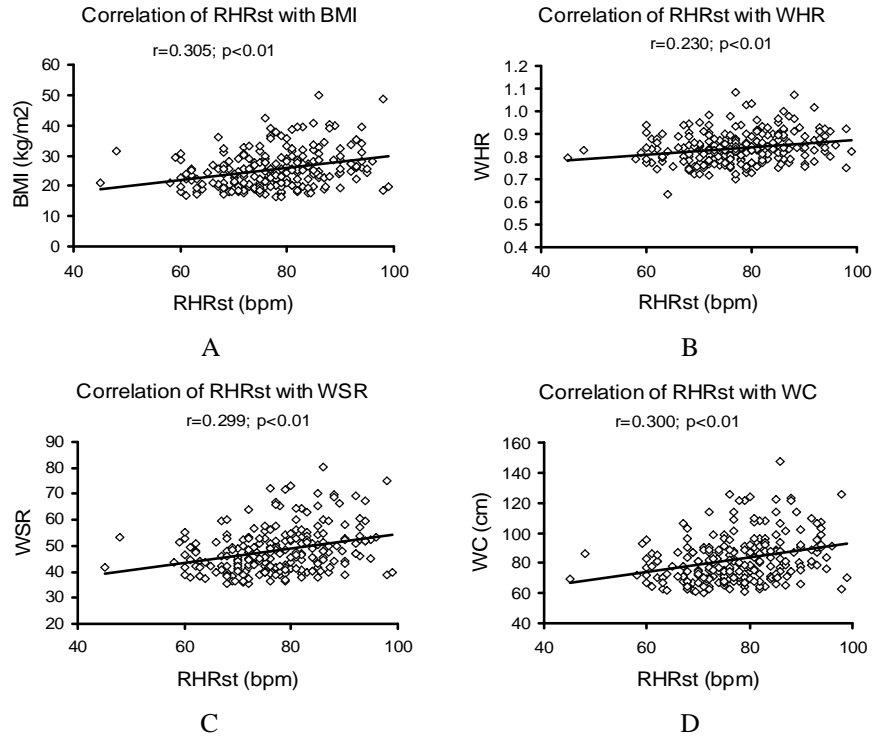 Correlation of RHRst with BMI
r=0.305; p<0.01
60
50
40
30
20
10
0
BMI (kg/m2)
40 60 80 100
RHRst (bpm)
A
Correlation of RHRst with WHR
r=0.230; p<0.01
1.2
1.1
1.0
0.9
0.8
0.7
0.6
0.5
0.4
WHR
40 60 80 100
RHRst (bpm)
B
Correlation of RHRst with WSR
r=0.299; p<0.01
90
80
70
60
50
40
30
20
WSR
40 60 80 100
RHRst (bpm)
C
Correlation of RHRst with WC
r=0.300; p<0.01
160
140
120
100
80
60
40
WC (cm)
40 60 80 100
RHRst (bpm)
D